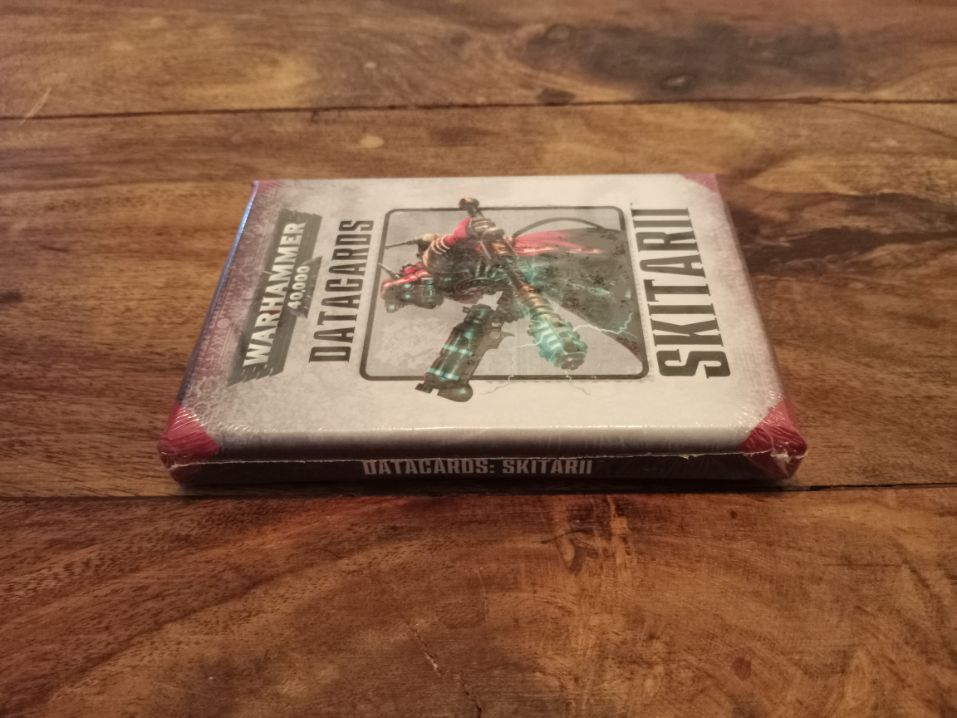 WARHAMMER
40,000
DATACARDS
SKITARII
DATACARDS: SKITARII